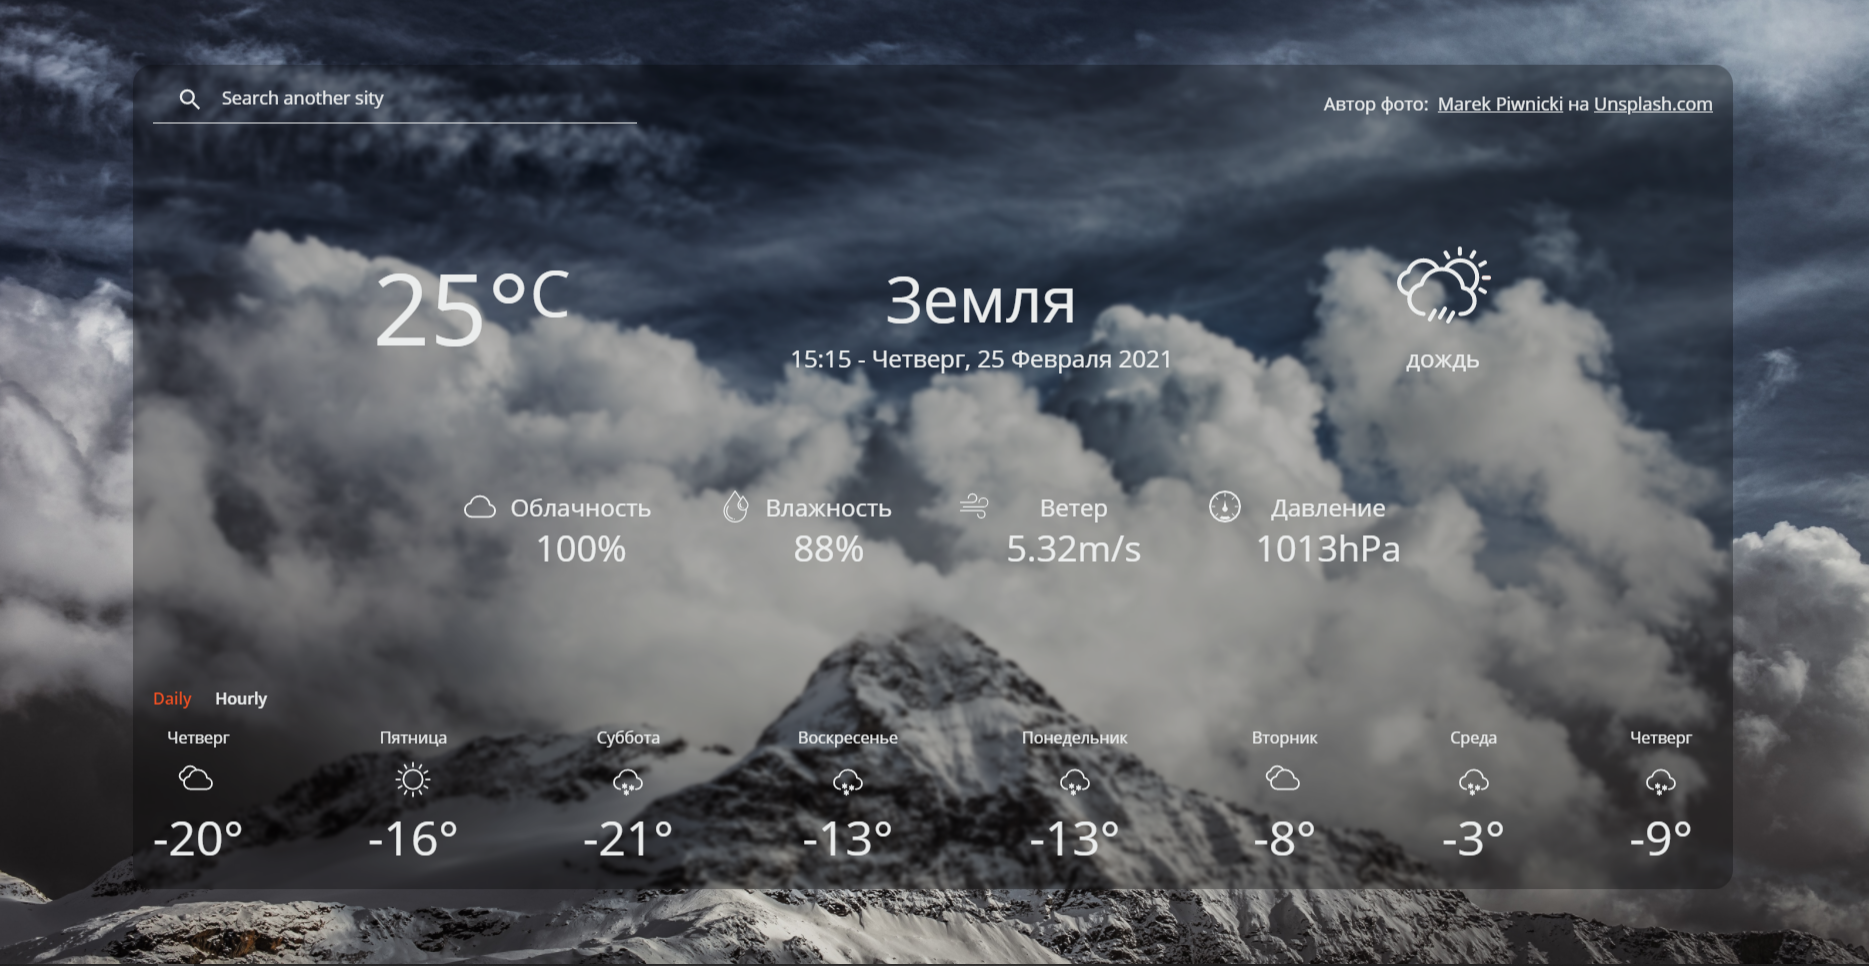 Search another sity
Автор фото: Marek Piwnicki на Unsplash.com
25°C
Земля
15:15 - Четверг, 25 Февраля 2021
дождь
Облачность
100%
Влажность
88%
Ветер
5.32m/s
Давление
1013hPa
Daily Hourly
Четверг Пятница Суббота Воскресенье Понедельник Вторник Среда Четверг
-20° -16° -21° -13° -13° -8° -3° -9°